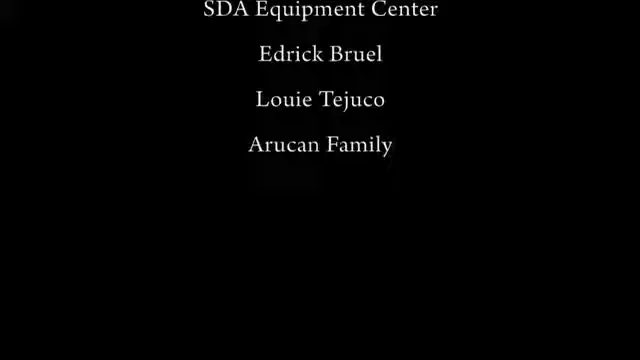 SDA Equipment Center
Edrick Bruel
Louie Tejuco
Arucan Family